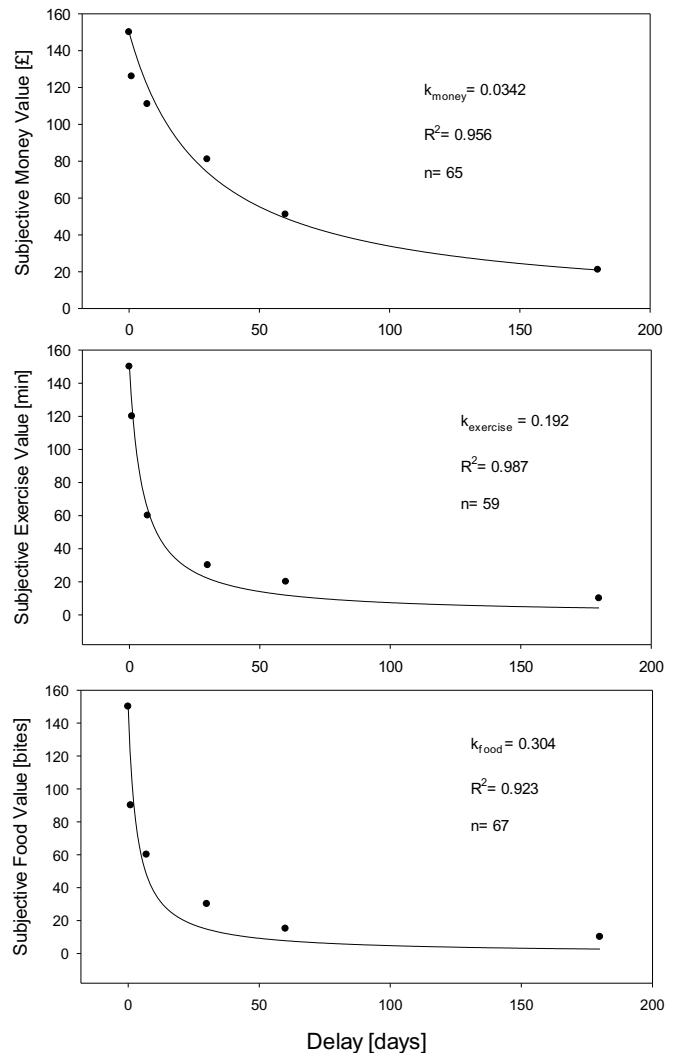 Subjective Money Value [£]
160
140
120
100
80
60
40
20
0
k money = 0.0342
R2= 0.956
n= 65
0 50 100 150 200
Subjective Exercise Value [min]
160
140
120
100
80
60
40
20
0
k exercise = 0.192
R2= 0.987
n= 59
0 50 100 150 200
Subjective Food Value [bites]
160
140
120
100
80
60
40
20
0
k food = 0.304
R2= 0.923
n= 67
0 50 100 150 200
Delay [days]